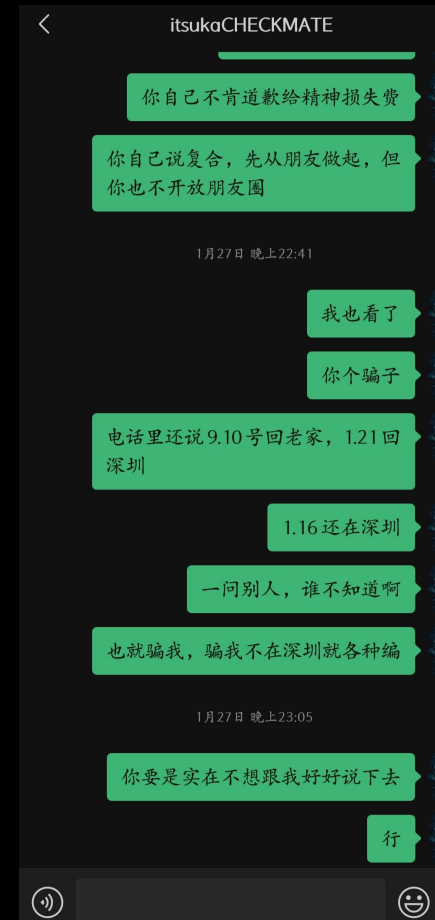 itsukaCHECKMATE
你自己不肯道歉给精神损失费
你自己说复合，先从朋友做起，但
你也不开放朋友圈
1月27日 晚上22:41
我也看了
你个骗子
电话里还说9.10号回老家，1.21回
深圳
1.16还在深圳
一问别人，谁不知道啊
也就骗我，骗我不在深圳就各种编
1月27日 晚上23:05
你要是实在不想跟我好好说下去
行